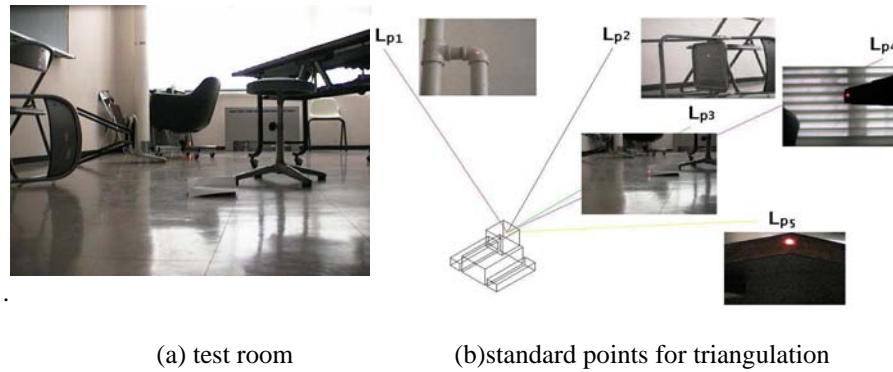 Lp1
Lp2
Lp4
Lp3
Lp5
.
(a) test room
(b)standard points for triangulation